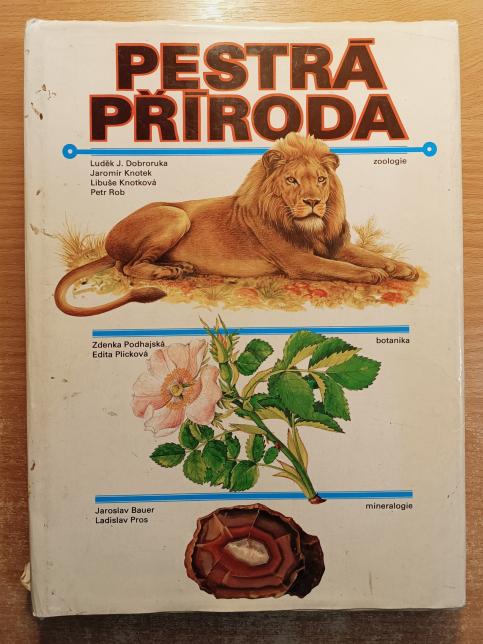 PESTRÁ
PŘÍRODA
Luděk J. Dobroruka
Jaromír Knotek
Libuše Knotková
Petr Rob
zoologie
Zdenka Podhajská
Edita Plicková
botanika
Jaroslav Bauer
Ladislav Pros
mineralogie